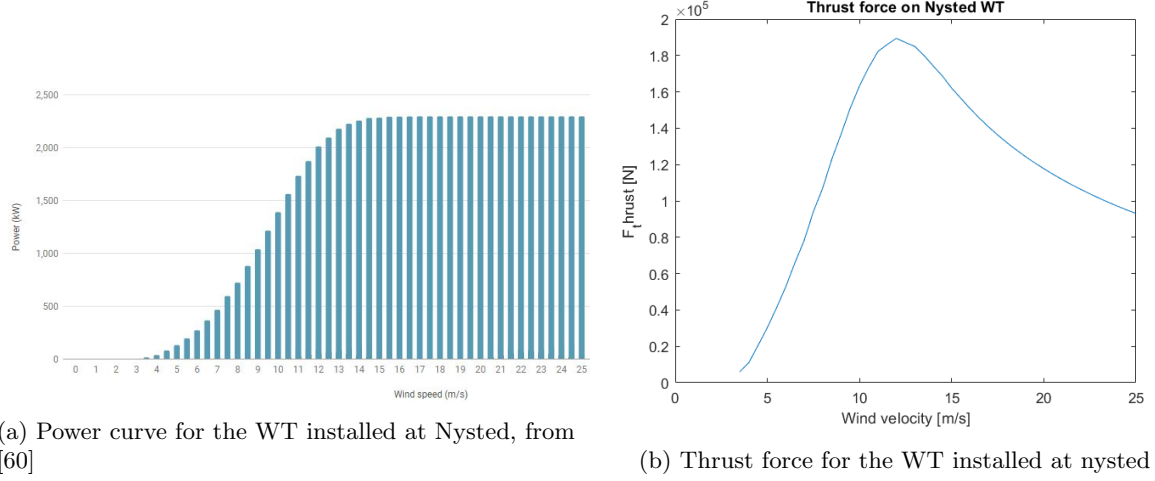 2,500
2,000
1,500
1,000
500
0
Power (kW)
0 1 2 3 4 5 6 7 8 9 10 11 12 13 14 15 16 17 18 19 20 21 22 23 24 25
Wind speed (m/s)
(a) Power curve for the WT installed at Nysted, from
[60]
Thrust force on Nysted WT
×10⁵
2
1.8
1.6
1.4
1.2
1
0.8
0.6
0.4
0.2
0
F_thrust [N]
0 5 10 15 20 25
Wind velocity [m/s]
(b) Thrust force for the WT installed at nysted